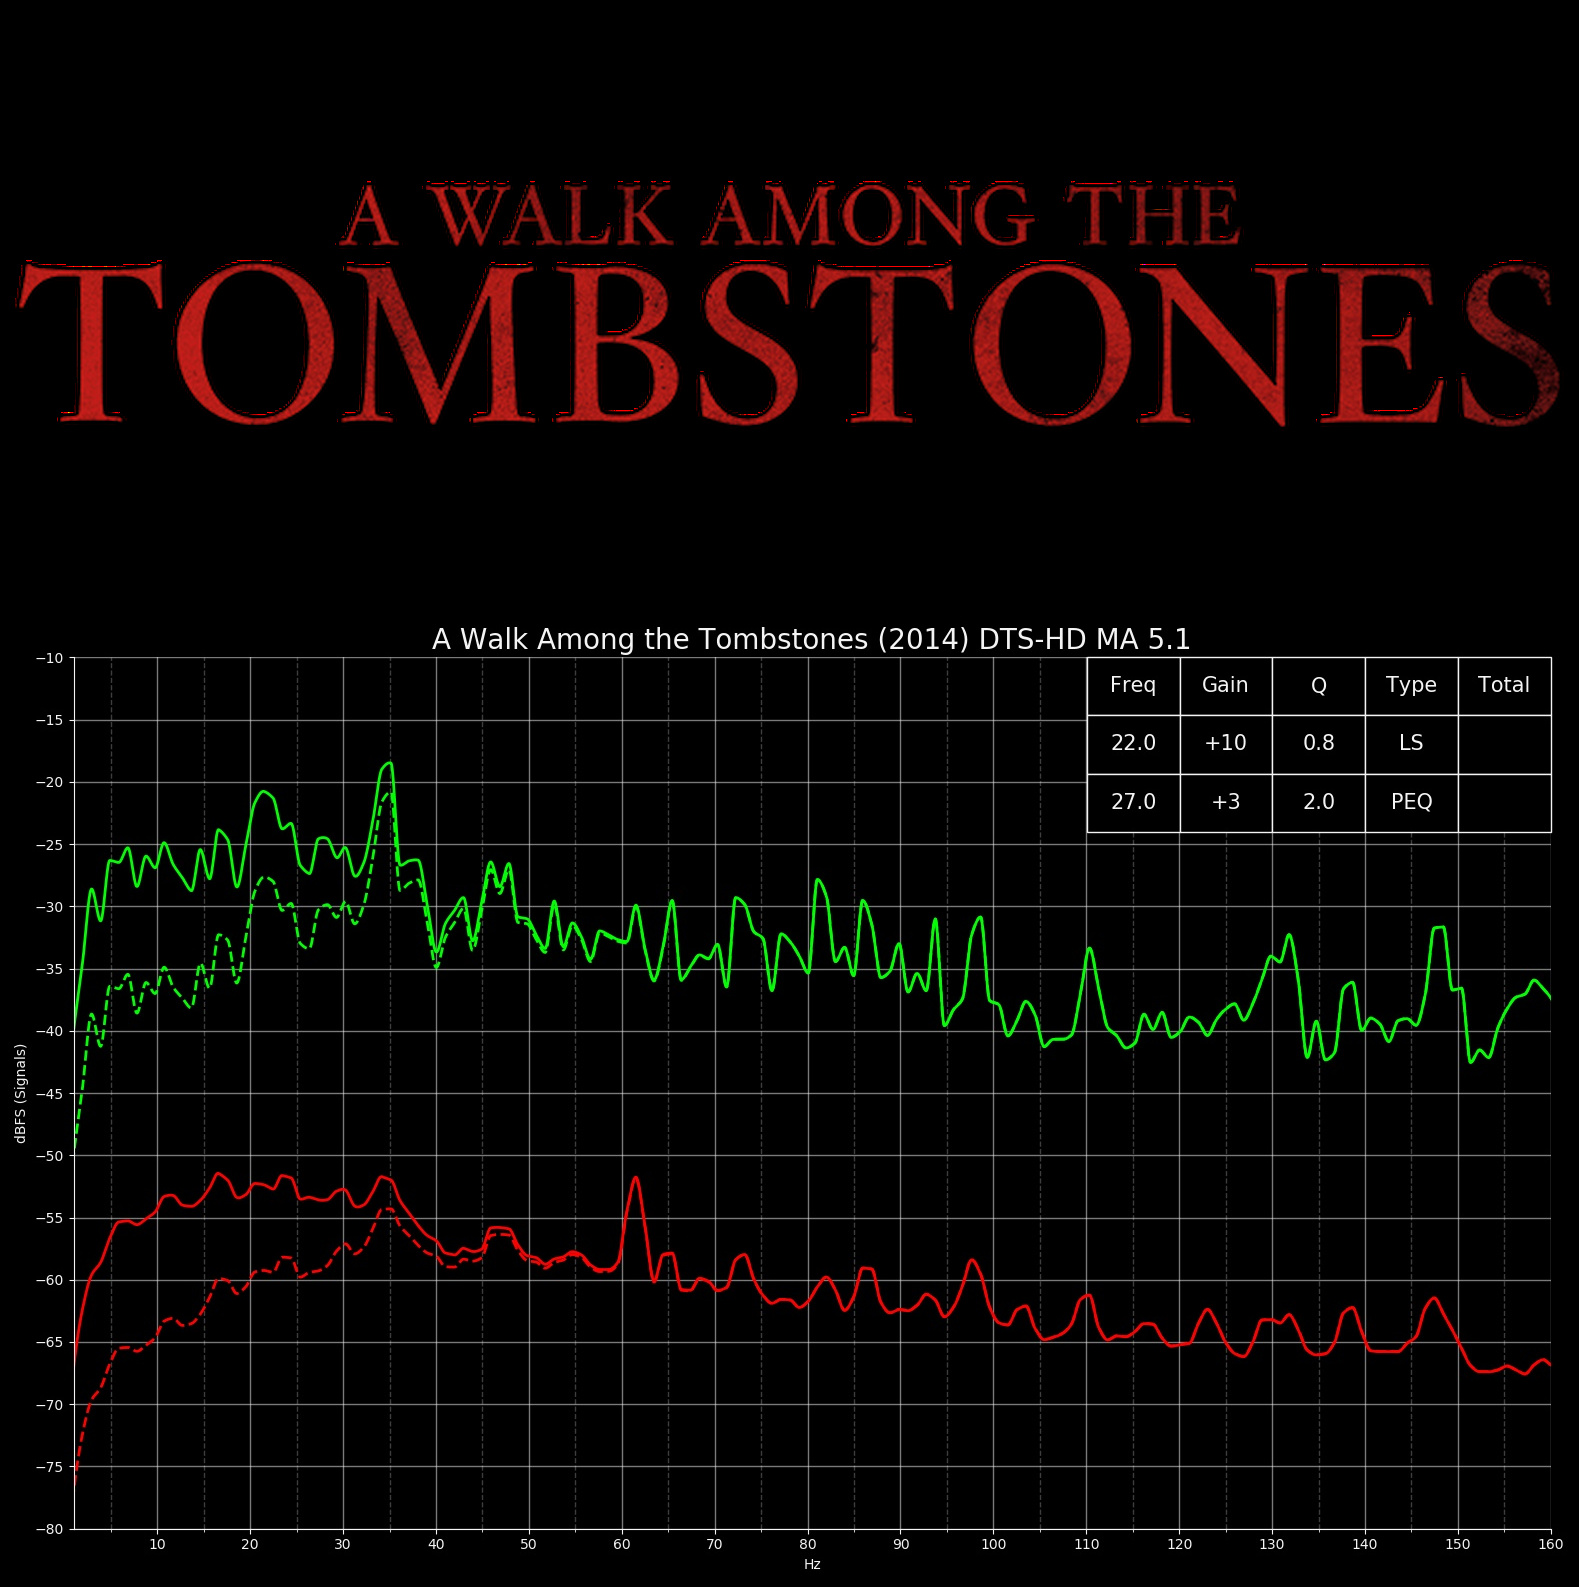 A WALK AMONG THE
TOMBSTONES
A Walk Among the Tombstones (2014) DTS-HD MA 5.1
Freq Gain Q Type Total
22.0 +10 0.8 LS
27.0 +3 2.0 PEQ
−10
−15
−20
−25
−30
−35
−40
−45
−50
−55
−60
−65
−70
−75
−80
dBFS (Signals)
10 20 30 40 50 60 70 80 90 100 110 120 130 140 150 160
Hz